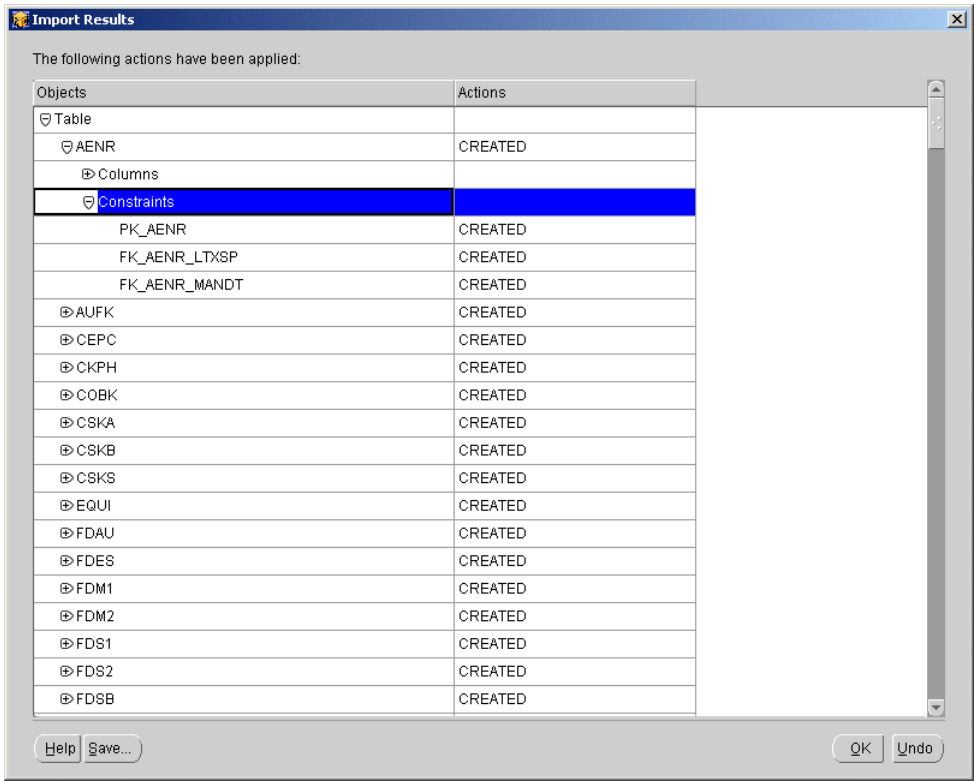 Import Results
The following actions have been applied:
Objects Actions
Table
AENR CREATED
Columns
Constraints
PK_AENR CREATED
FK_AENR_LTXSP CREATED
FK_AENR_MANDT CREATED
AUFK CREATED
CEPC CREATED
CKPH CREATED
COBK CREATED
CSKA CREATED
CSKB CREATED
CSKS CREATED
EQUI CREATED
FDAU CREATED
FDES CREATED
FDM1 CREATED
FDM2 CREATED
FDS1 CREATED
FDS2 CREATED
FDSB CREATED
Help Save... OK Undo